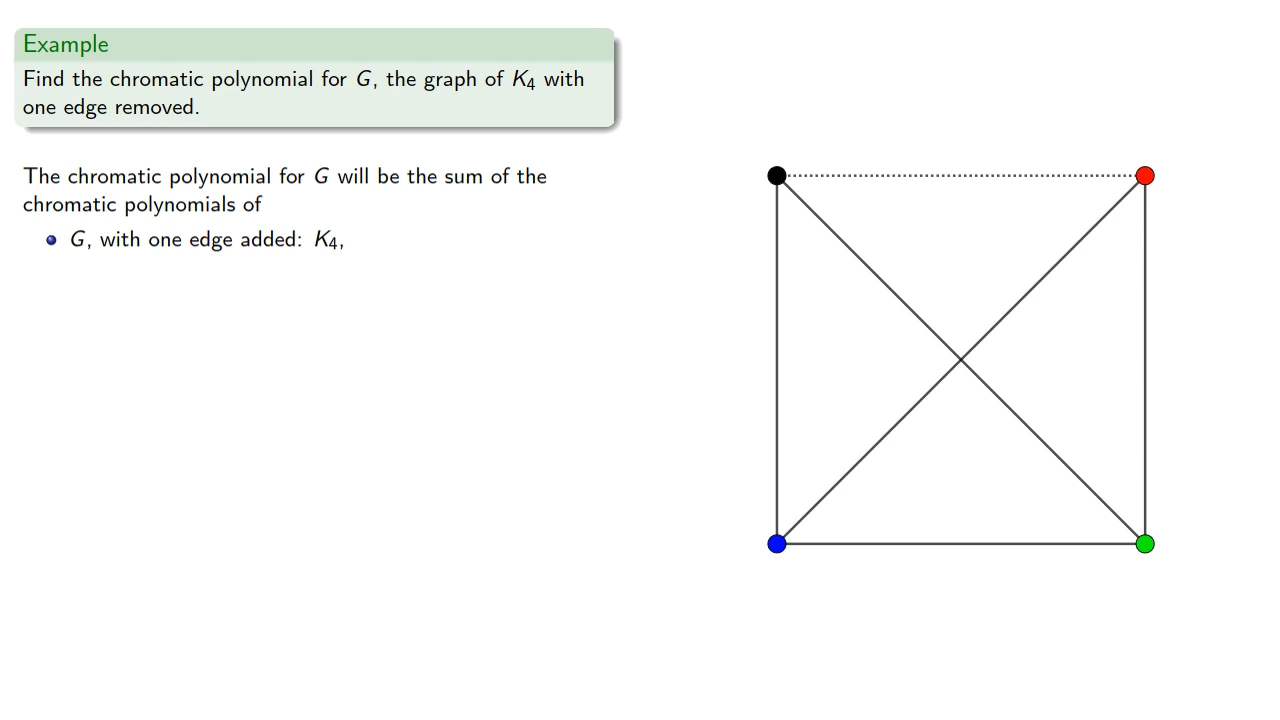 Example
Find the chromatic polynomial for G, the graph of K₄ with
one edge removed.
The chromatic polynomial for G will be the sum of the
chromatic polynomials of
G, with one edge added: K₄,